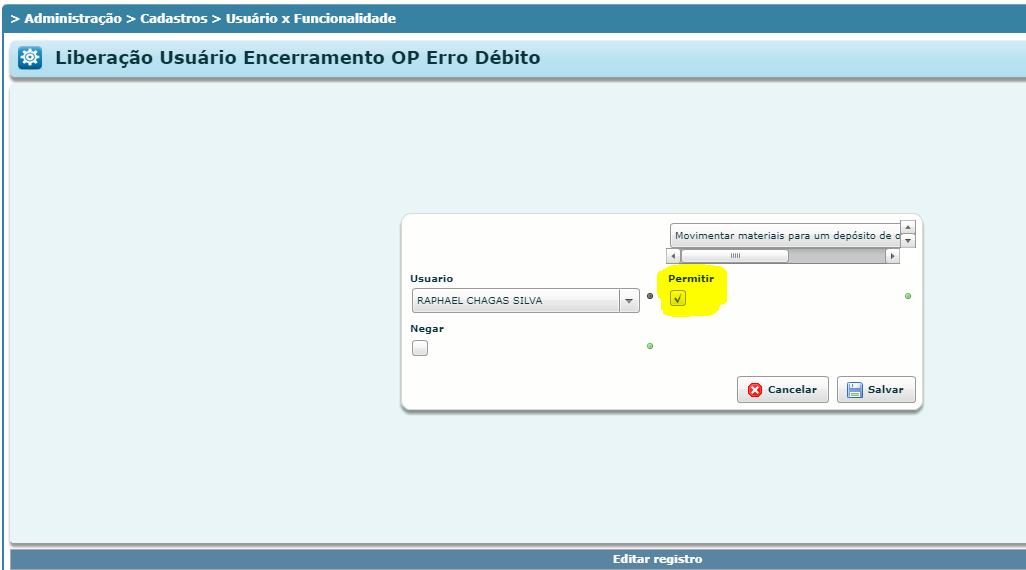 > Administração > Cadastros > Usuário x Funcionalidade
Liberação Usuário Encerramento OP Erro Débito
Movimentar materiais para um depósito de
Usuario
Permitir
RAPHAEL CHAGAS SILVA
Negar
Cancelar
Salvar
Editar registro